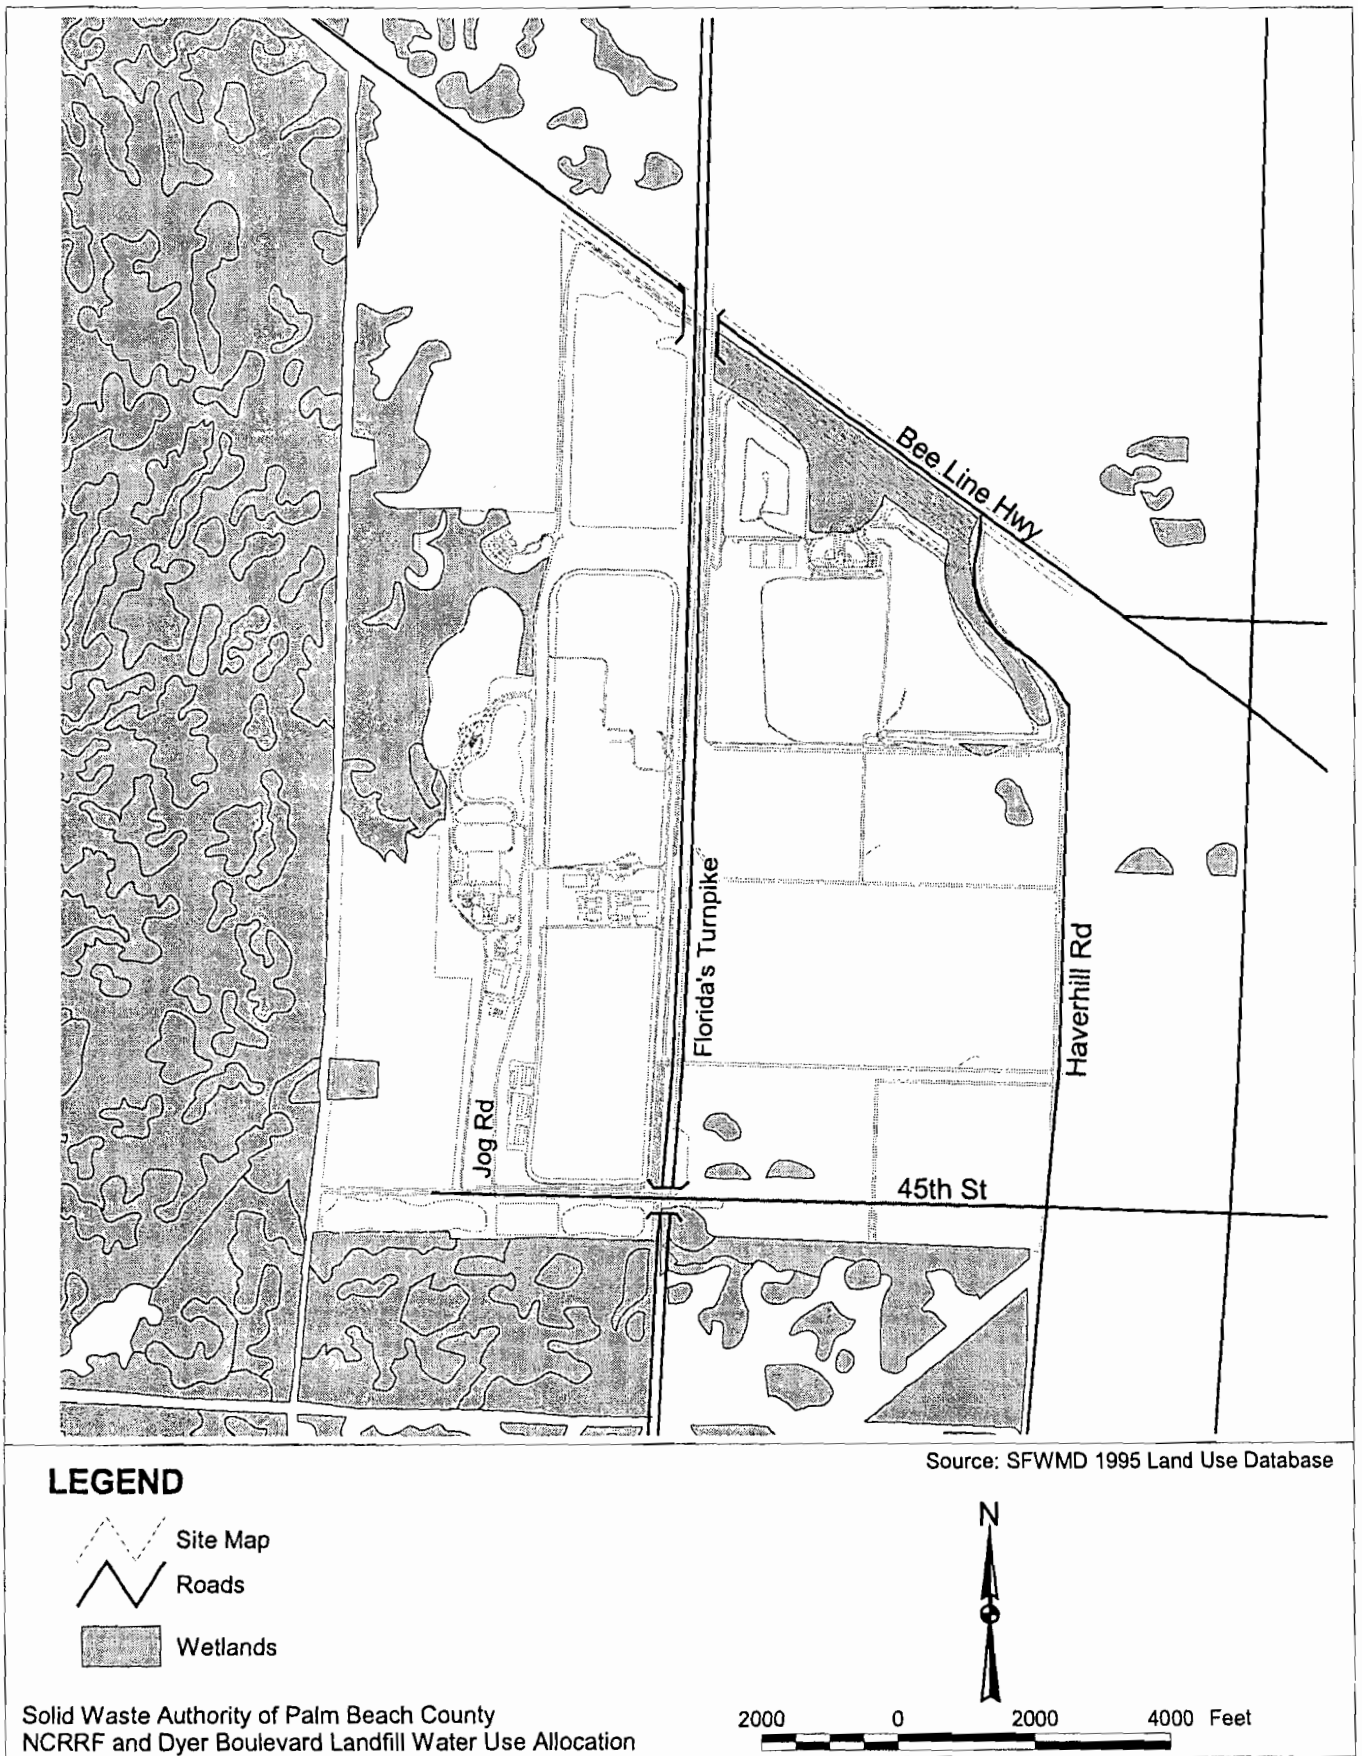 Bee Line Hwy
Florida's Turnpike
Haverhill Rd
Jog Rd
45th St
Source: SFWMD 1995 Land Use Database
LEGEND
Site Map
Roads
Wetlands
N
Solid Waste Authority of Palm Beach County
NCRRF and Dyer Boulevard Landfill Water Use Allocation
2000 0 2000 4000 Feet